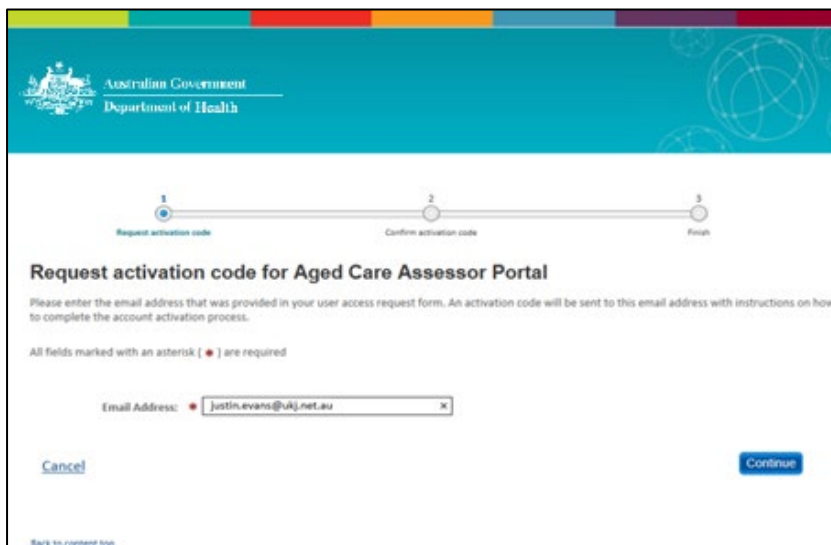 Australian Government
Department of Health
1 2 3
Request activation code Confirm activation code Finish
Request activation code for Aged Care Assessor Portal
Please enter the email address that was provided in your user access request form. An activation code will be sent to this email address with instructions on how
to complete the account activation process.
All fields marked with an asterisk ( * ) are required
Email Address: * justin.evans@ukj.net.au ×
Cancel Continue
Back to content top